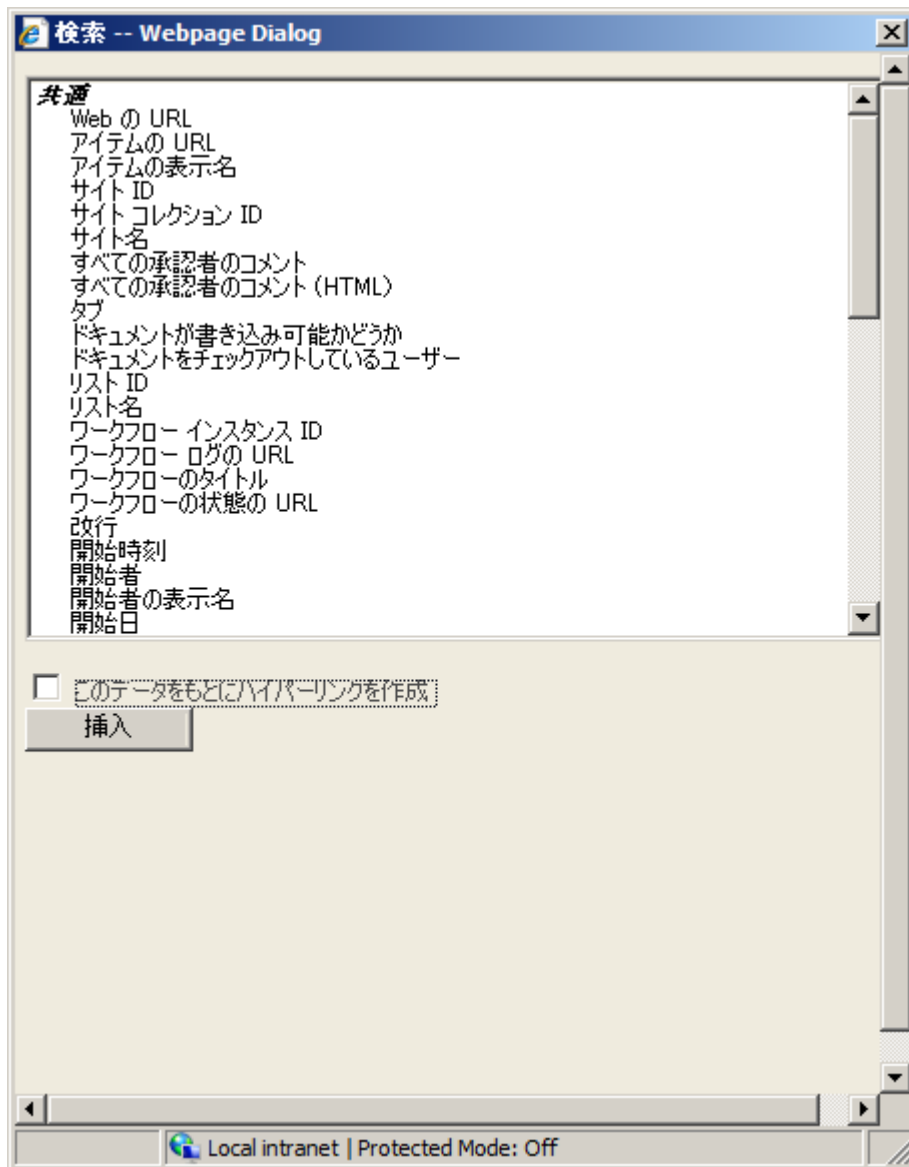 検索 -- Webpage Dialog
共通
Web の URL
アイテムの URL
アイテムの表示名
サイト ID
サイト コレクション ID
サイト名
すべての承認者のコメント
すべての承認者のコメント (HTML)
タブ
ドキュメントが書き込み可能かどうか
ドキュメントをチェックアウトしているユーザー
リスト ID
リスト名
ワークフロー インスタンス ID
ワークフロー ログの URL
ワークフローのタイトル
ワークフローの状態の URL
改行
開始時刻
開始者
開始者の表示名
開始日
このデータをもとにハイパーリンクを作成
挿入
Local intranet | Protected Mode: Off